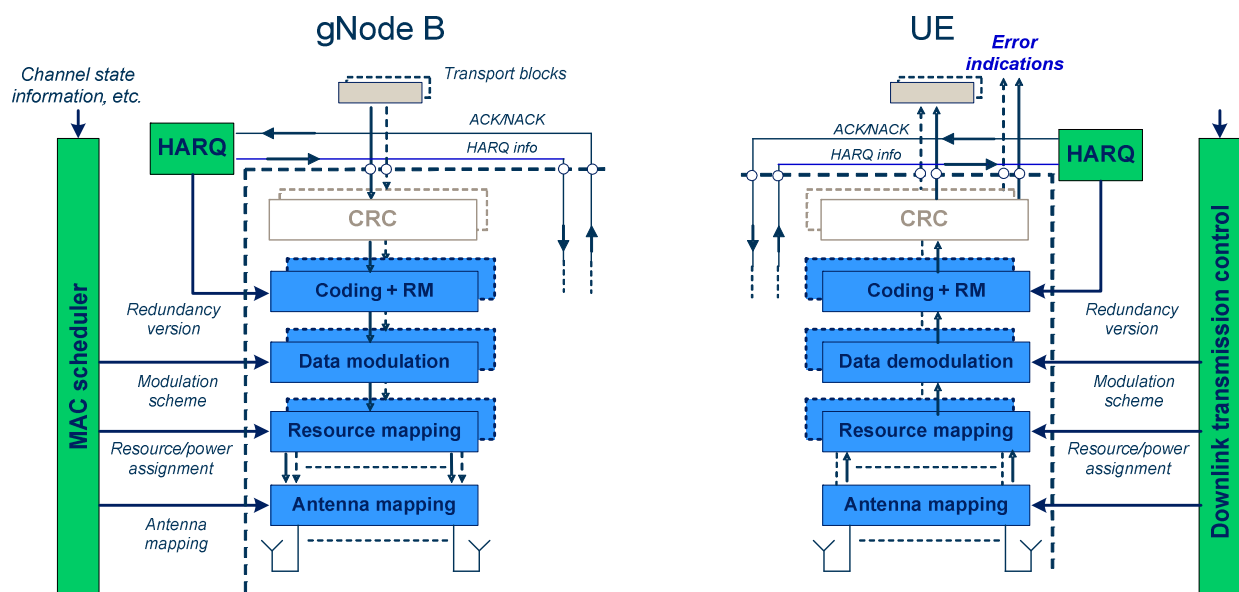 gNode B
UE
Channel state
information, etc.
Transport blocks
Error
indications
HARQ
ACK/NACK
HARQ info
ACK/NACK
HARQ info
HARQ
MAC scheduler
CRC
Coding + RM
Redundancy
version
Data modulation
Modulation
scheme
Resource mapping
Resource/power
assignment
Antenna mapping
Antenna
mapping
CRC
Coding + RM
Redundancy
version
Data demodulation
Modulation
scheme
Resource mapping
Resource/power
assignment
Antenna mapping
Downlink transmission control